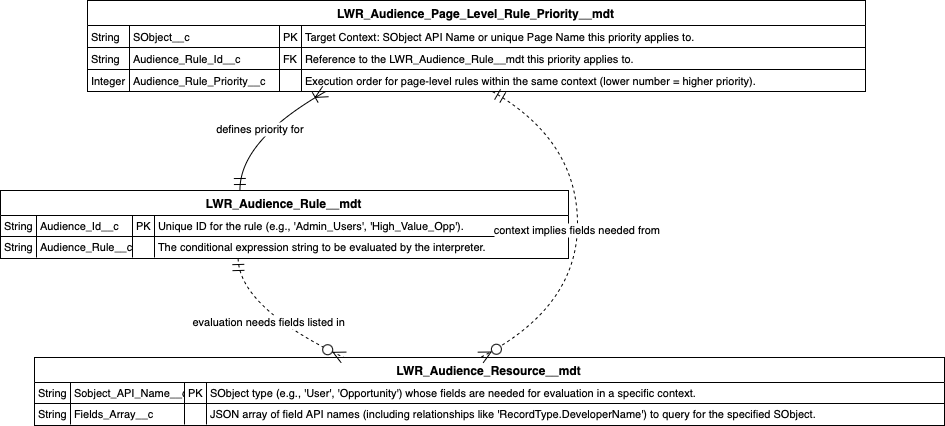 LWR_Audience_Page_Level_Rule_Priority__mdt
String SObject__c PK Target Context: SObject API Name or unique Page Name this priority applies to.
String Audience_Rule_Id__c FK Reference to the LWR_Audience_Rule__mdt this priority applies to.
Integer Audience_Rule_Priority__c Execution order for page-level rules within the same context (lower number = higher priority).
defines priority for
LWR_Audience_Rule__mdt
String Audience_Id__c PK Unique ID for the rule (e.g., 'Admin_Users', 'High_Value_Opp').
context implies fields needed from
String Audience_Rule__c The conditional expression string to be evaluated by the interpreter.
evaluation needs fields listed in
LWR_Audience_Resource__mdt
String Sobject_API_Name__c PK SObject type (e.g., 'User', 'Opportunity') whose fields are needed for evaluation in a specific context.
String Fields_Array__c JSON array of field API names (including relationships like 'RecordType.DeveloperName') to query for the specified SObject.